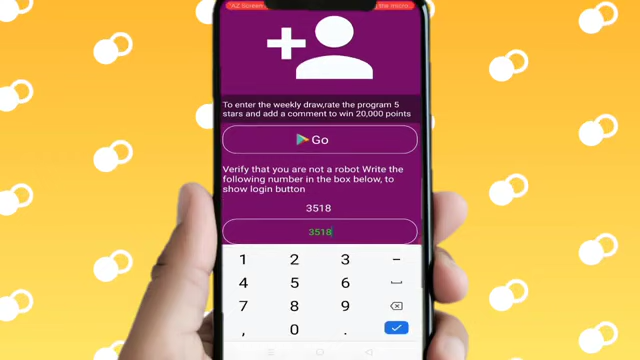 "AZ Screen
g the micro..
To enter the weekly draw,rate the program 5
stars and add a comment to win 20,000 points
Go
Verify that you are not a robot Write the
following number in the box below, to
show login button
3518
3518
1 2 3 −
4 5 6
7 8 9
, 0 .